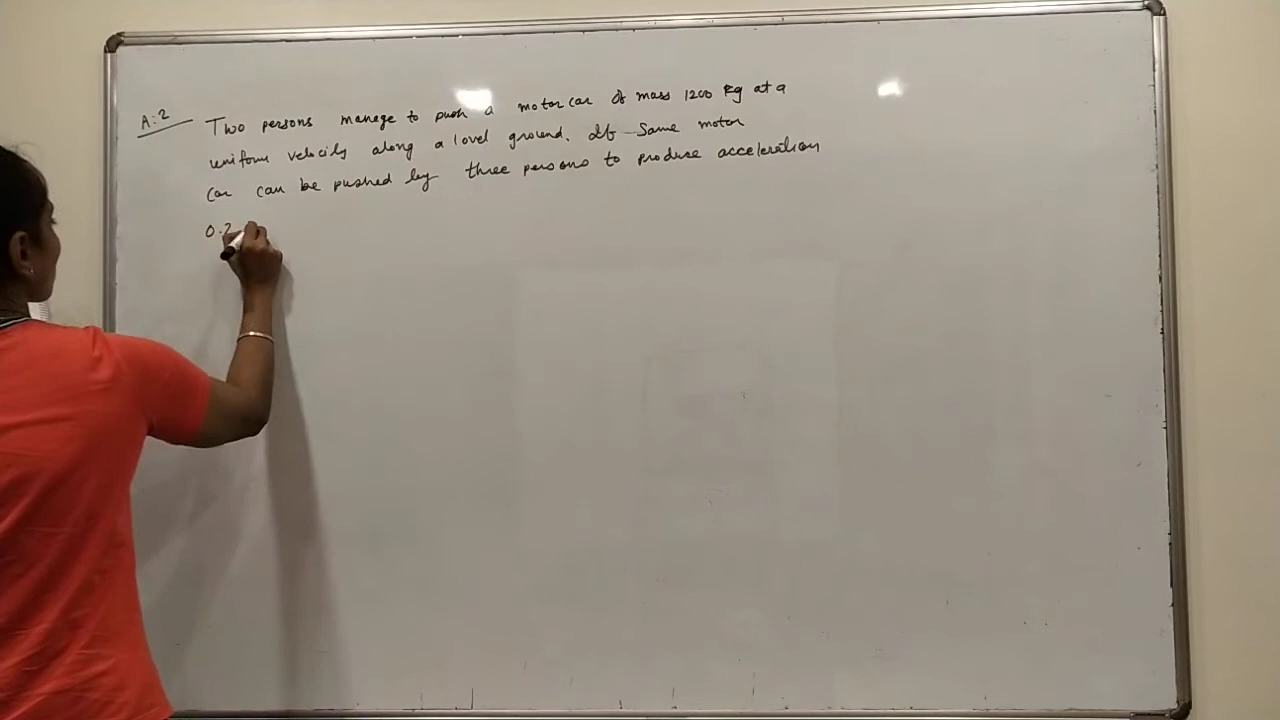 A:2
Two persons manege to push a motor car of mass 1200 kg at a
uniform velocity along a lovel ground. If Same motor
car can be pushed by three persons to produce acceleration
0.2